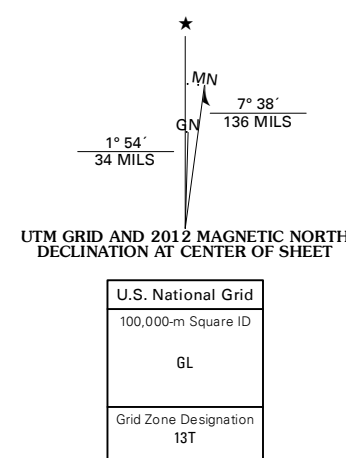 ★
MN
7° 38´
136 MILS
GN
1° 54´
34 MILS
UTM GRID AND 2012 MAGNETIC NORTH
DECLINATION AT CENTER OF SHEET
U.S. National Grid
100,000-m Square ID
GL
Grid Zone Designation
13T